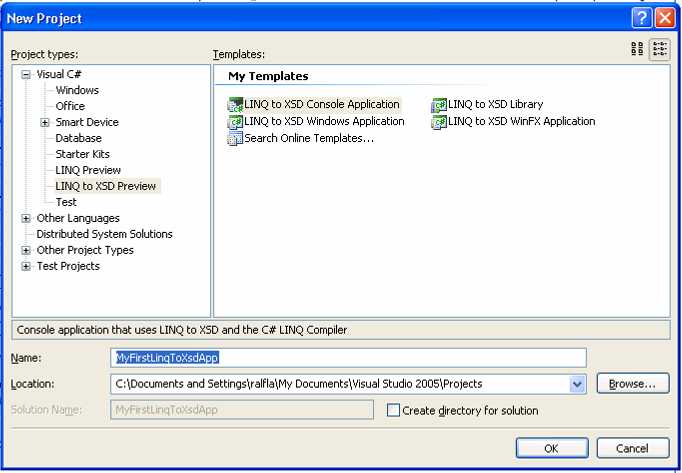 New Project
Project types:
Templates:
Visual C#
Windows
Office
Smart Device
Database
Starter Kits
LINQ Preview
LINQ to XSD Preview
Test
Other Languages
Distributed System Solutions
Other Project Types
Test Projects
My Templates
LINQ to XSD Console Application
LINQ to XSD Library
LINQ to XSD Windows Application
LINQ to XSD WinFX Application
Search Online Templates...
Console application that uses LINQ to XSD and the C# LINQ Compiler
Name:
MyFirstLinqToXsdApp
Location:
C:\Documents and Settings\ralfla\My Documents\Visual Studio 2005\Projects
Browse...
Solution Name:
MyFirstLinqToXsdApp
Create directory for solution
OK
Cancel